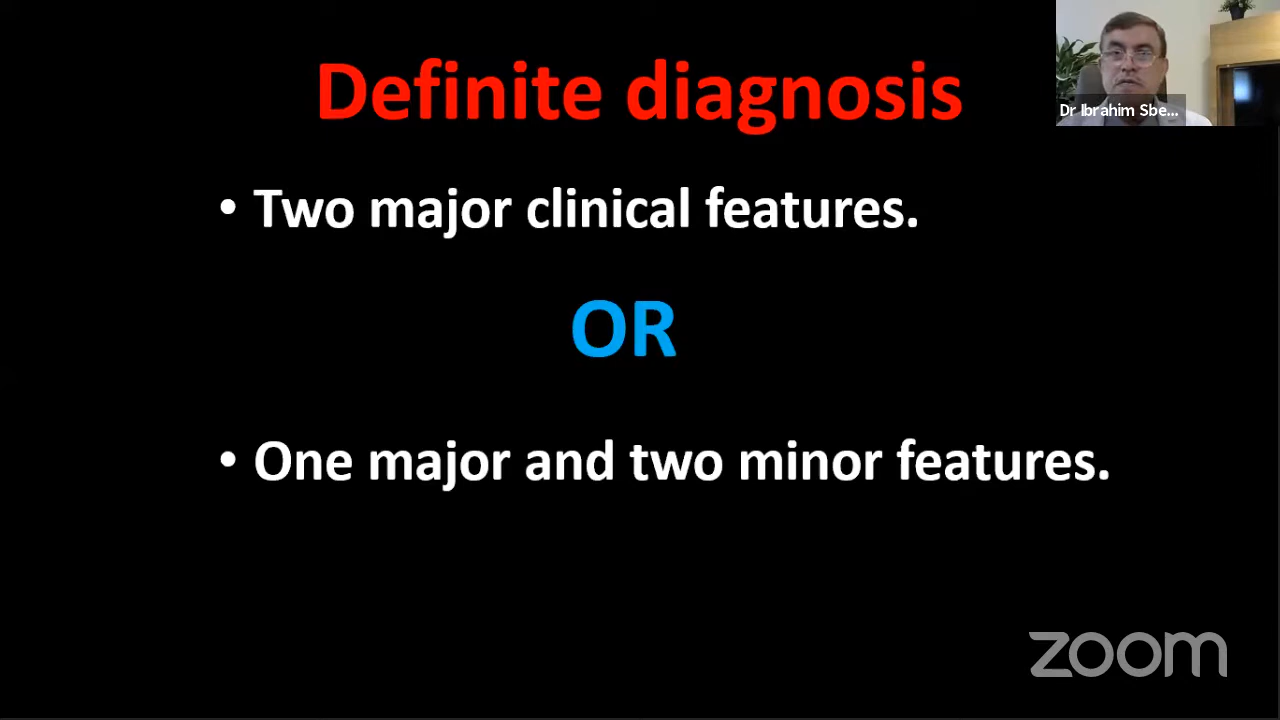 Definite diagnosis
Dr Ibrahim Sbe...
• Two major clinical features.
OR
• One major and two minor features.
zoom